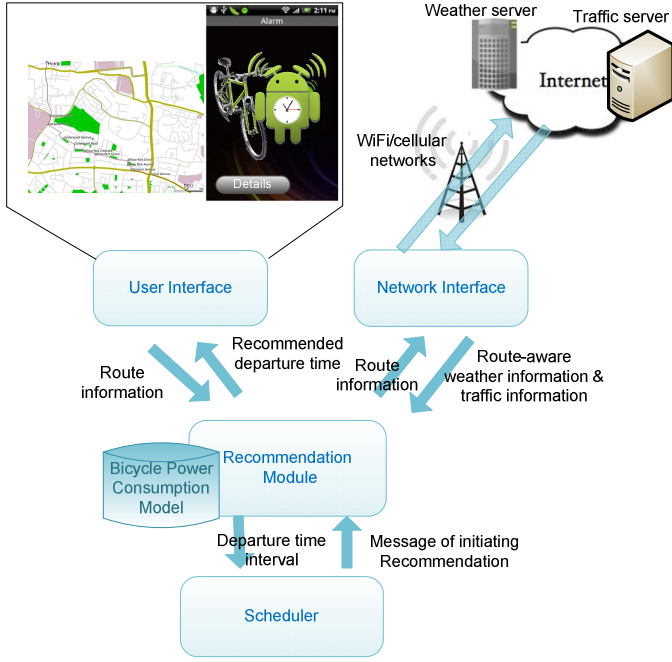 Weather server
Traffic server
2:11 PM
Alarm
Internet
WiFi/cellular
networks
Details
User Interface
Network Interface
Recommended
departure time
Route
information
Route
information
Route-aware
weather information &
traffic information
Recommendation
Module
Bicycle Power
Consumption
Model
Departure time
interval
Message of initiating
Recommendation
Scheduler